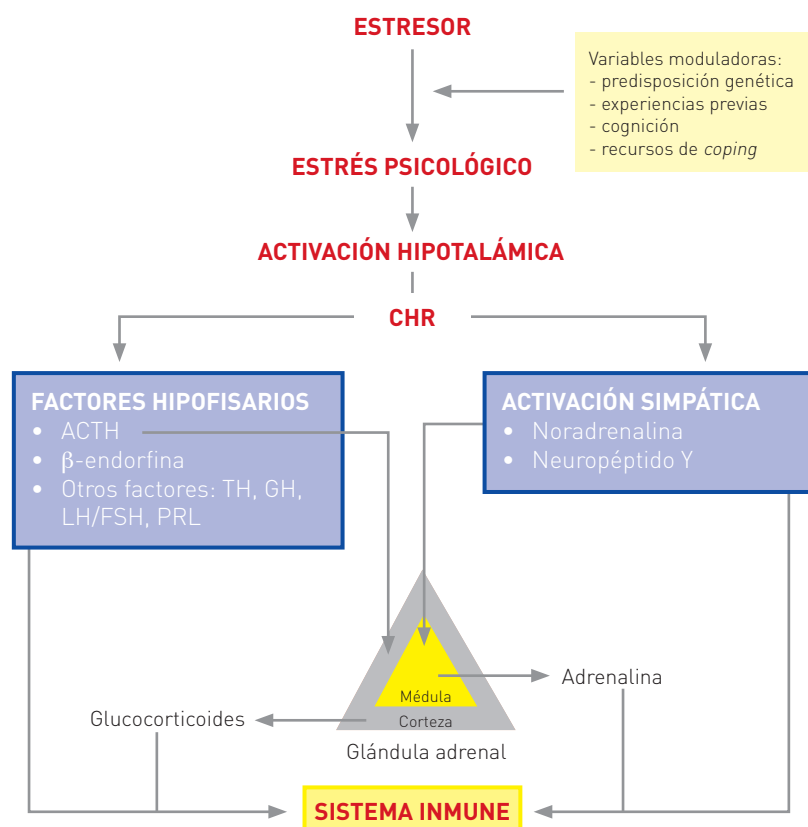 ESTRESOR
Variables moduladoras:
- predisposición genética
- experiencias previas
- cognición
- recursos de coping
ESTRÉS PSICOLÓGICO
ACTIVACIÓN HIPOTALÁMICA
CHR
FACTORES HIPOFISARIOS
• ACTH
• β-endorfina
• Otros factores: TH, GH,
LH/FSH, PRL
ACTIVACIÓN SIMPÁTICA
• Noradrenalina
• Neuropéptido Y
Médula
Corteza
Glándula adrenal
Adrenalina
Glucocorticoides
SISTEMA INMUNE